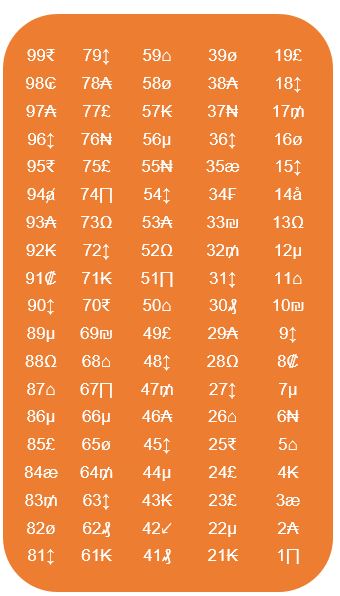 99₹ 79↕ 59⌂ 39ø 19£
98₢ 78₳ 58ø 38₳ 18↕
97₳ 77£ 57₭ 37₦ 17₥
96↕ 76₦ 56µ 36↕ 16ø
95₹ 75£ 55₦ 35æ 15↕
94ⱥ 74∏ 54↕ 34₣ 14å
93₳ 73Ω 53₳ 33₪ 13Ω
92₭ 72↕ 52Ω 32₥ 12µ
91₡ 71₭ 51∏ 31↕ 11⌂
90↕ 70₹ 50⌂ 30₰ 10₪
89µ 69₪ 49£ 29₳ 9↕
88Ω 68⌂ 48↕ 28Ω 8₡
87⌂ 67∏ 47₥ 27↕ 7µ
86µ 66µ 46₳ 26⌂ 6₦
85£ 65ø 45↕ 25₹ 5⌂
84æ 64₥ 44µ 24£ 4₭
83₥ 63↕ 43₭ 23£ 3æ
82ø 62₰ 42↙ 22µ 2₳
81↕ 61₭ 41₰ 21₭ 1∏